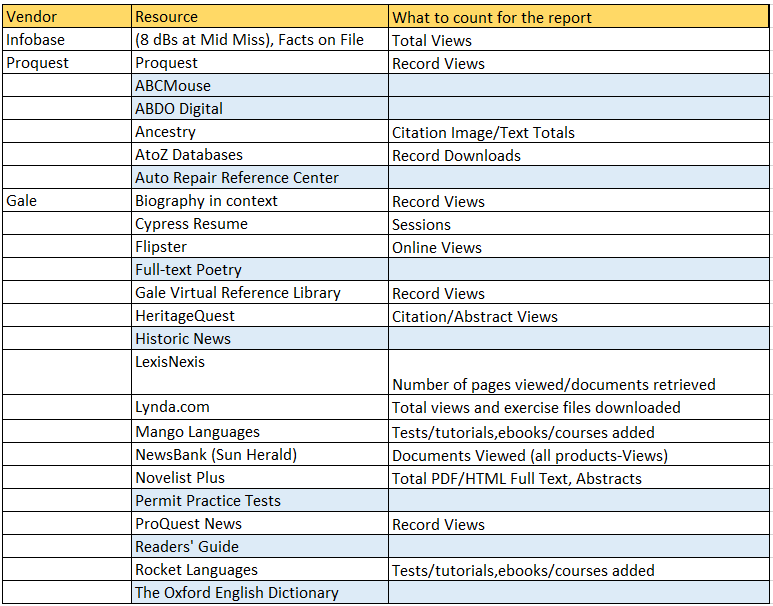 Vendor Resource What to count for the report
Infobase (8 dBs at Mid Miss), Facts on File Total Views
Proquest Proquest Record Views
ABCMouse
ABDO Digital
Ancestry Citation Image/Text Totals
AtoZ Databases Record Downloads
Auto Repair Reference Center
Gale Biography in context Record Views
Cypress Resume Sessions
Flipster Online Views
Full-text Poetry
Gale Virtual Reference Library Record Views
HeritageQuest Citation/Abstract Views
Historic News
LexisNexis
Number of pages viewed/documents retrieved
Lynda.com Total views and exercise files downloaded
Mango Languages Tests/tutorials,ebooks/courses added
NewsBank (Sun Herald) Documents Viewed (all products-Views)
Novelist Plus Total PDF/HTML Full Text, Abstracts
Permit Practice Tests
ProQuest News Record Views
Readers' Guide
Rocket Languages Tests/tutorials,ebooks/courses added
The Oxford English Dictionary